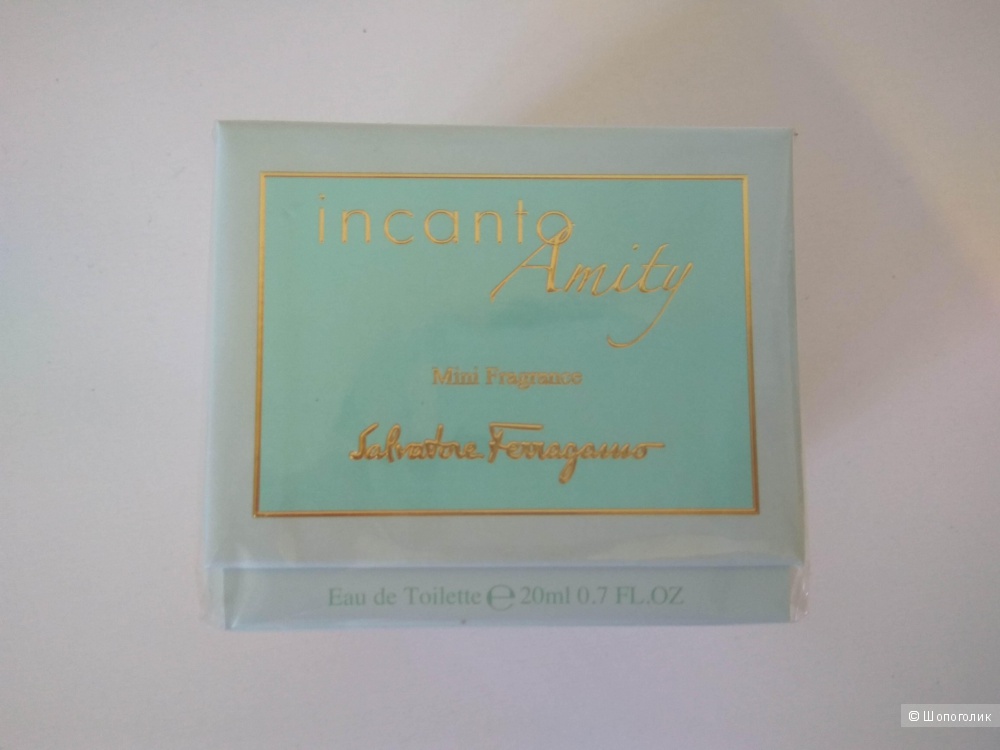 incanto
Amity
Mini Fragrance
Salvatore Ferragamo
Eau de Toilette ℮ 20ml 0.7 FL.OZ
© Шопоголик